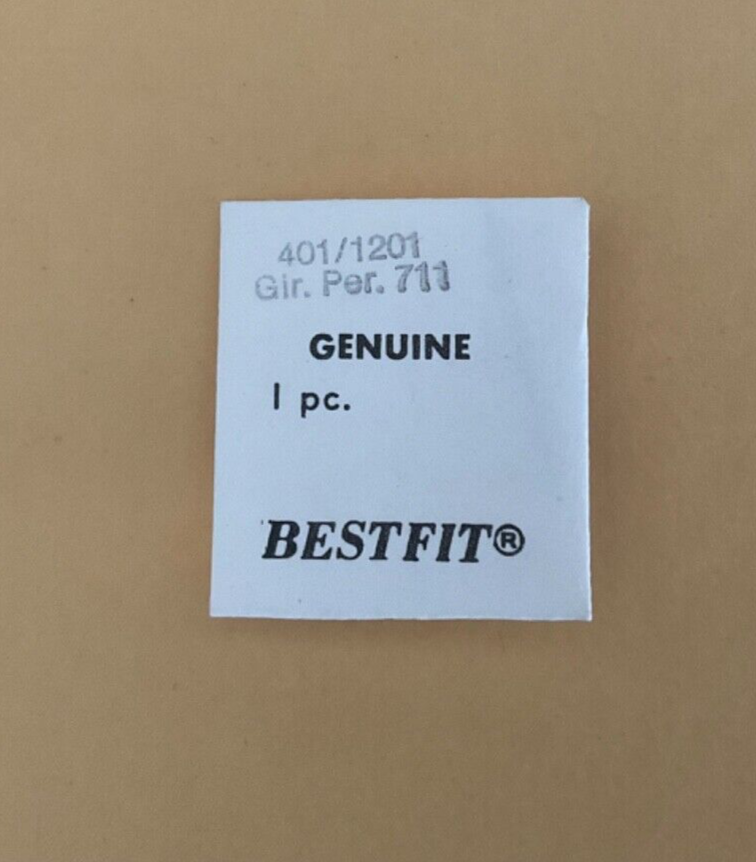 401/1201
Gir. Per. 711
GENUINE
1 pc.
BESTFIT®